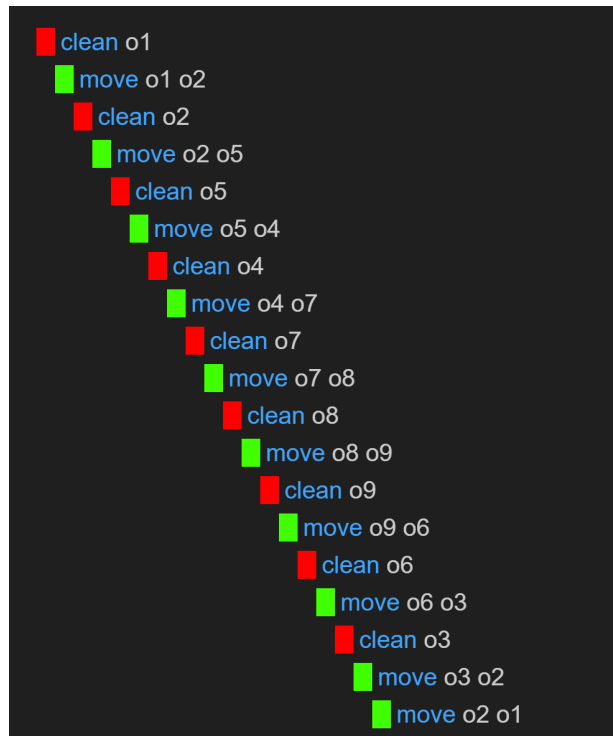 clean o1
move o1 o2
clean o2
move o2 o5
clean o5
move o5 o4
clean o4
move o4 o7
clean o7
move o7 o8
clean o8
move o8 o9
clean o9
move o9 o6
clean o6
move o6 o3
clean o3
move o3 o2
move o2 o1